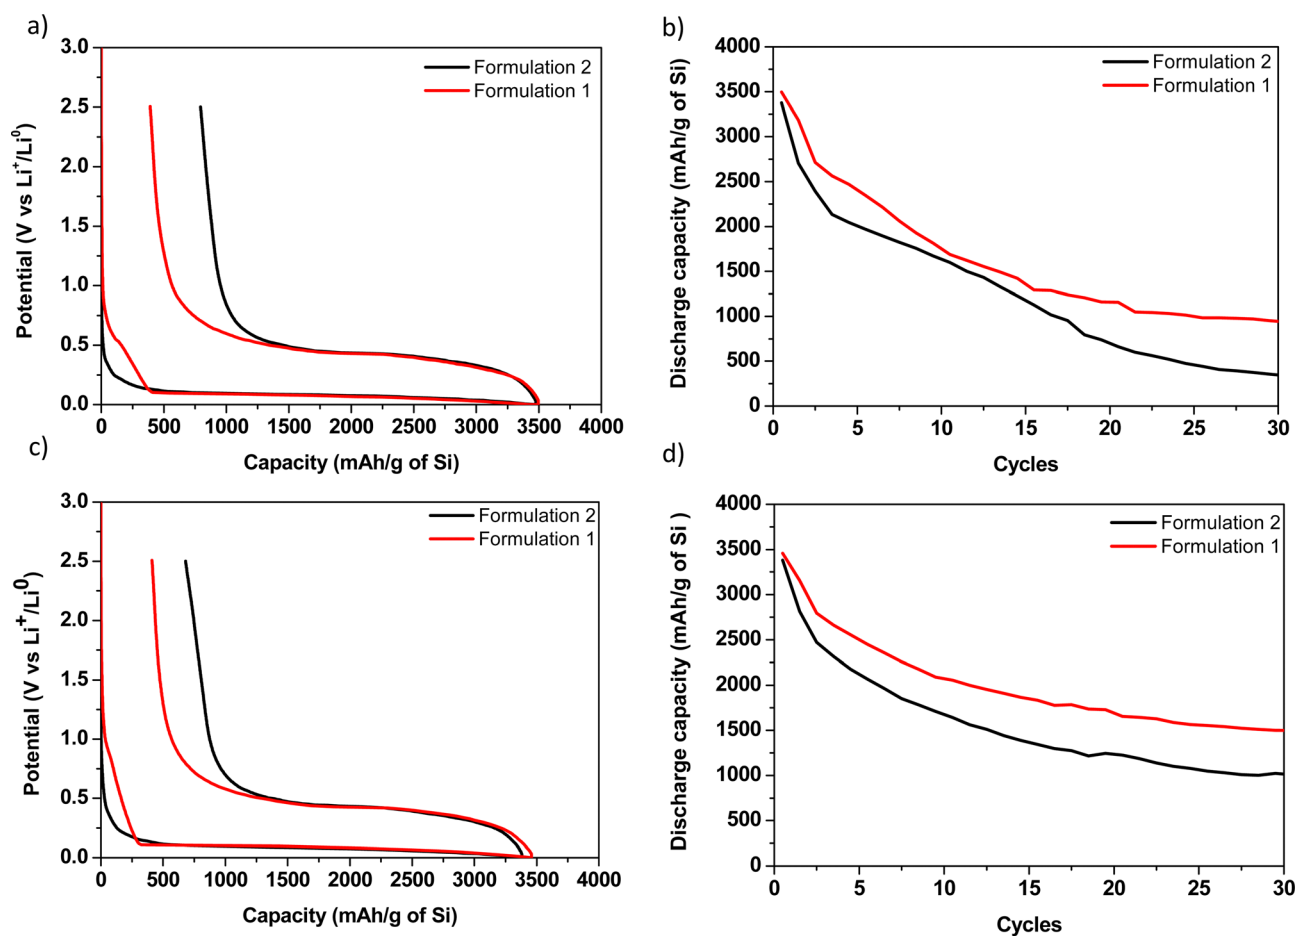 a)
3.0
2.5
2.0
1.5
1.0
0.5
0.0
0 500 1000 1500 2000 2500 3000 3500 4000
Potential (V vs Li⁺/Li⁰)
Capacity (mAh/g of Si)
Formulation 2
Formulation 1
b)
4000
3500
3000
2500
2000
1500
1000
500
0
0 5 10 15 20 25 30
Discharge capacity (mAh/g of Si)
Cycles
Formulation 2
Formulation 1
c)
3.0
2.5
2.0
1.5
1.0
0.5
0.0
0 500 1000 1500 2000 2500 3000 3500 4000
Potential (V vs Li⁺/Li⁰)
Capacity (mAh/g of Si)
Formulation 2
Formulation 1
d)
4000
3500
3000
2500
2000
1500
1000
500
0
0 5 10 15 20 25 30
Discharge capacity (mAh/g of Si )
Cycles
Formulation 2
Formulation 1